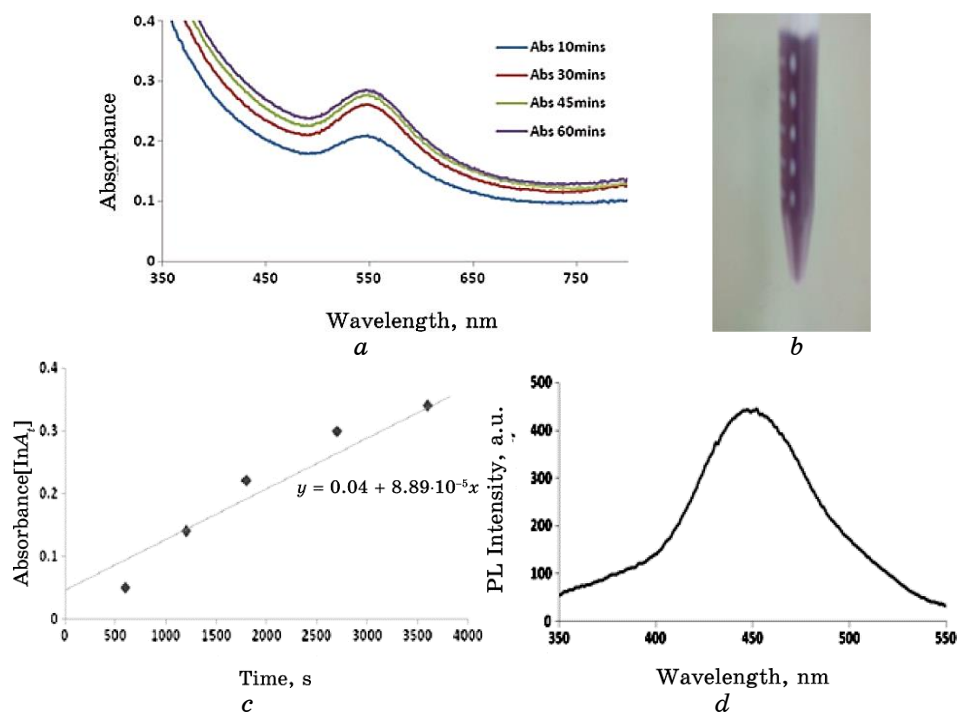 0.4
0.3
0.2
0.1
0
350
450
550
650
750
Absorbance
Wavelength, nm
Abs 10mins
Abs 30mins
Abs 45mins
Abs 60mins
a
b
0.4
0.3
0.2
0.1
0
0
500
1000
1500
2000
2500
3000
3500
4000
Absorbance[InAt]
y = 0.04 + 8.89·10⁻⁵x
Time, s
c
500
400
300
200
100
0
350
400
450
500
550
PL Intensity, a.u.
Wavelength, nm
d